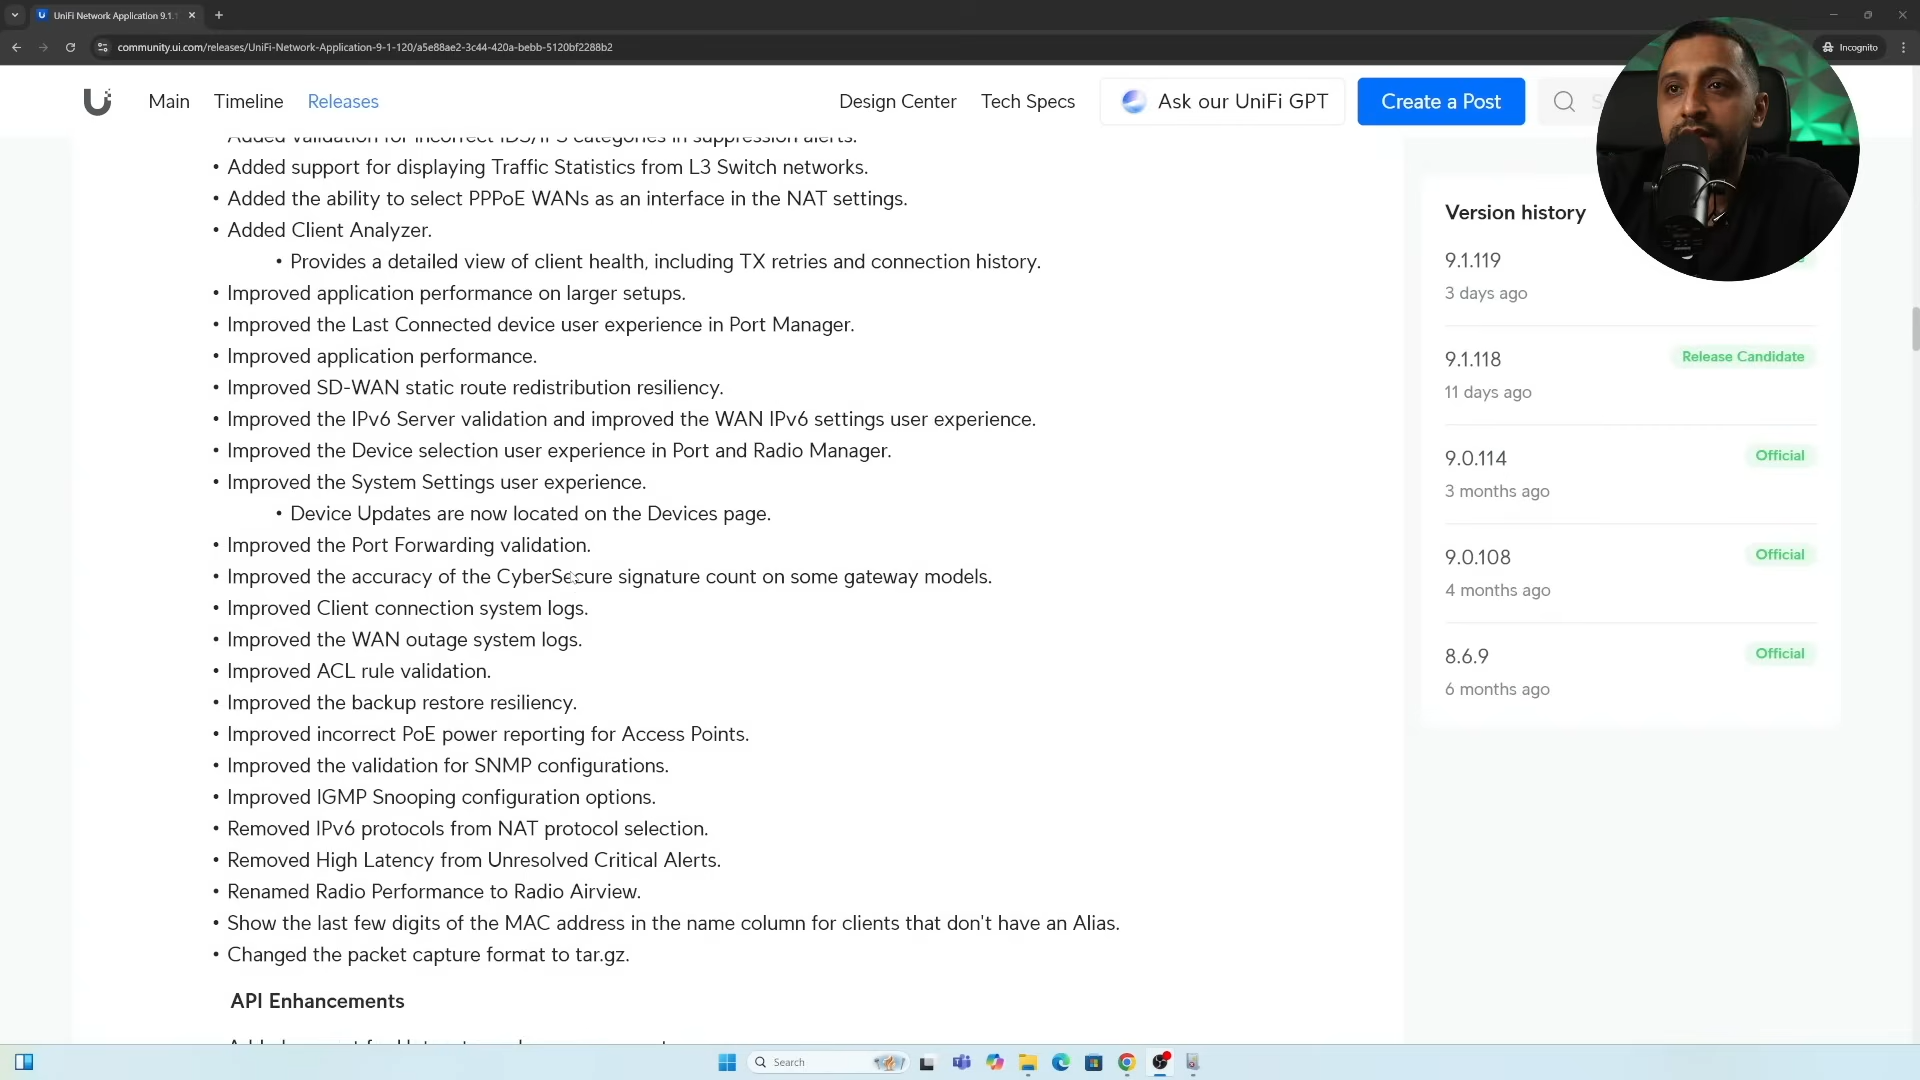 UniFi Network Application 9.1.1
community.ui.com/releases/UniFi-Network-Application-9-1-120/a5e88ae2-3c44-420a-bebb-5120bf2288b2
Incognito
Main
Timeline
Releases
Design Center
Tech Specs
Ask our UniFi GPT
Create a Post
• Added validation for incorrect IDS/IPS categories in suppression alerts.
• Added support for displaying Traffic Statistics from L3 Switch networks.
• Added the ability to select PPPoE WANs as an interface in the NAT settings.
• Added Client Analyzer.
• Provides a detailed view of client health, including TX retries and connection history.
• Improved application performance on larger setups.
• Improved the Last Connected device user experience in Port Manager.
• Improved application performance.
• Improved SD-WAN static route redistribution resiliency.
• Improved the IPv6 Server validation and improved the WAN IPv6 settings user experience.
• Improved the Device selection user experience in Port and Radio Manager.
• Improved the System Settings user experience.
• Device Updates are now located on the Devices page.
• Improved the Port Forwarding validation.
• Improved the accuracy of the CyberSecure signature count on some gateway models.
• Improved Client connection system logs.
• Improved the WAN outage system logs.
• Improved ACL rule validation.
• Improved the backup restore resiliency.
• Improved incorrect PoE power reporting for Access Points.
• Improved the validation for SNMP configurations.
• Improved IGMP Snooping configuration options.
• Removed IPv6 protocols from NAT protocol selection.
• Removed High Latency from Unresolved Critical Alerts.
• Renamed Radio Performance to Radio Airview.
• Show the last few digits of the MAC address in the name column for clients that don't have an Alias.
• Changed the packet capture format to tar.gz.
API Enhancements
Version history
9.1.119
3 days ago
9.1.118
Release Candidate
11 days ago
9.0.114
Official
3 months ago
9.0.108
Official
4 months ago
8.6.9
Official
6 months ago
Search